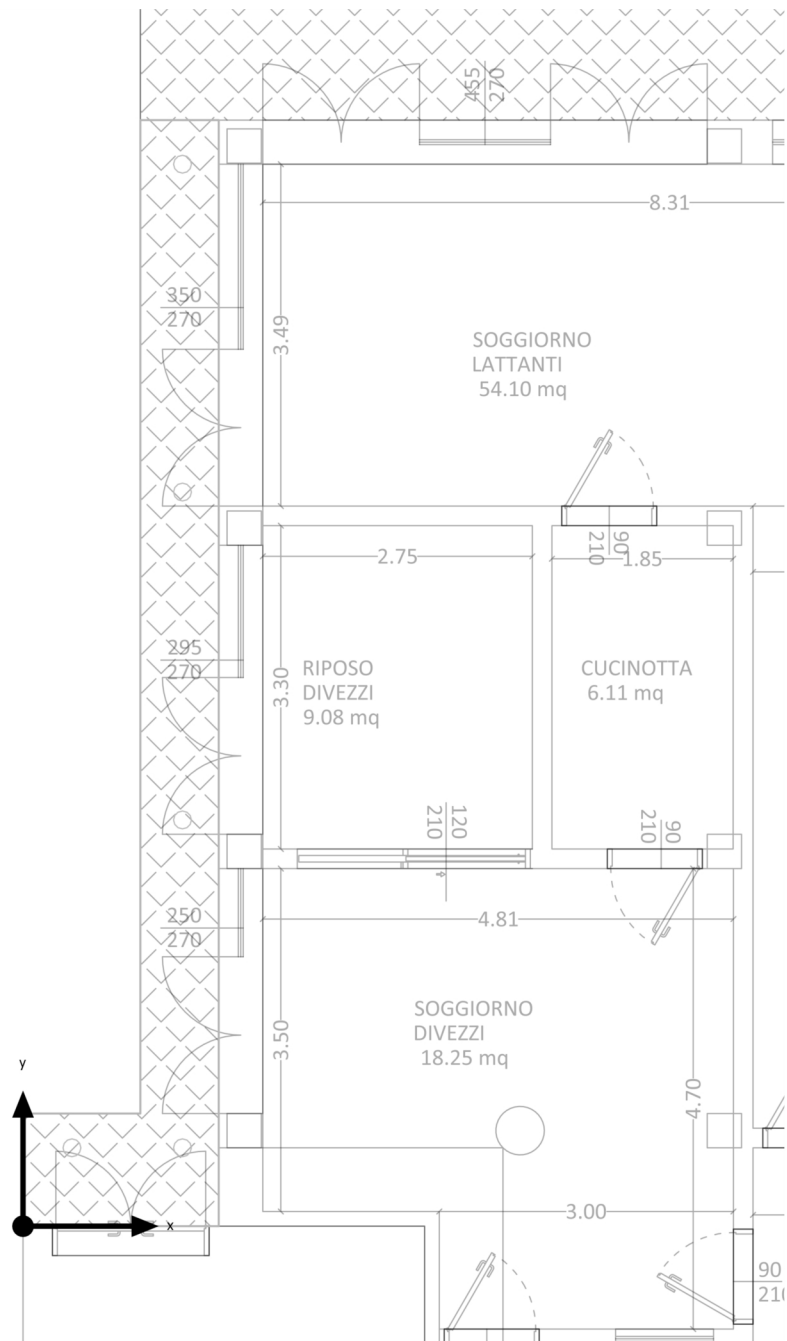 455
270
8.31
350
270
3.49
SOGGIORNO
LATTANTI
54.10 mq
90
210
2.75
1.85
295
270
3.30
RIPOSO
DIVEZZI
9.08 mq
CUCINOTTA
6.11 mq
120
210
90
210
250
270
4.81
SOGGIORNO
DIVEZZI
18.25 mq
3.50
4.70
y
x
3.00
90
210